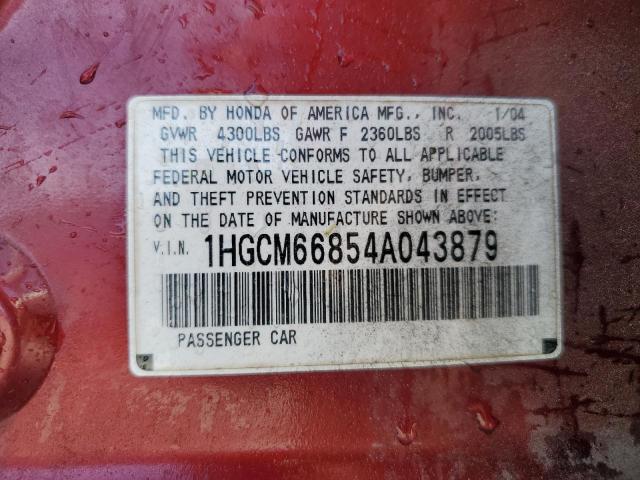 MFD. BY HONDA OF AMERICA MFG., INC. 1/04
GVWR 4300LBS GAWR F 2360LBS R 2005LBS
THIS VEHICLE CONFORMS TO ALL APPLICABLE
FEDERAL MOTOR VEHICLE SAFETY, BUMPER,
AND THEFT PREVENTION STANDARDS IN EFFECT
ON THE DATE OF MANUFACTURE SHOWN ABOVE:
V.I.N. 1HGCM66854A043879
PASSENGER CAR